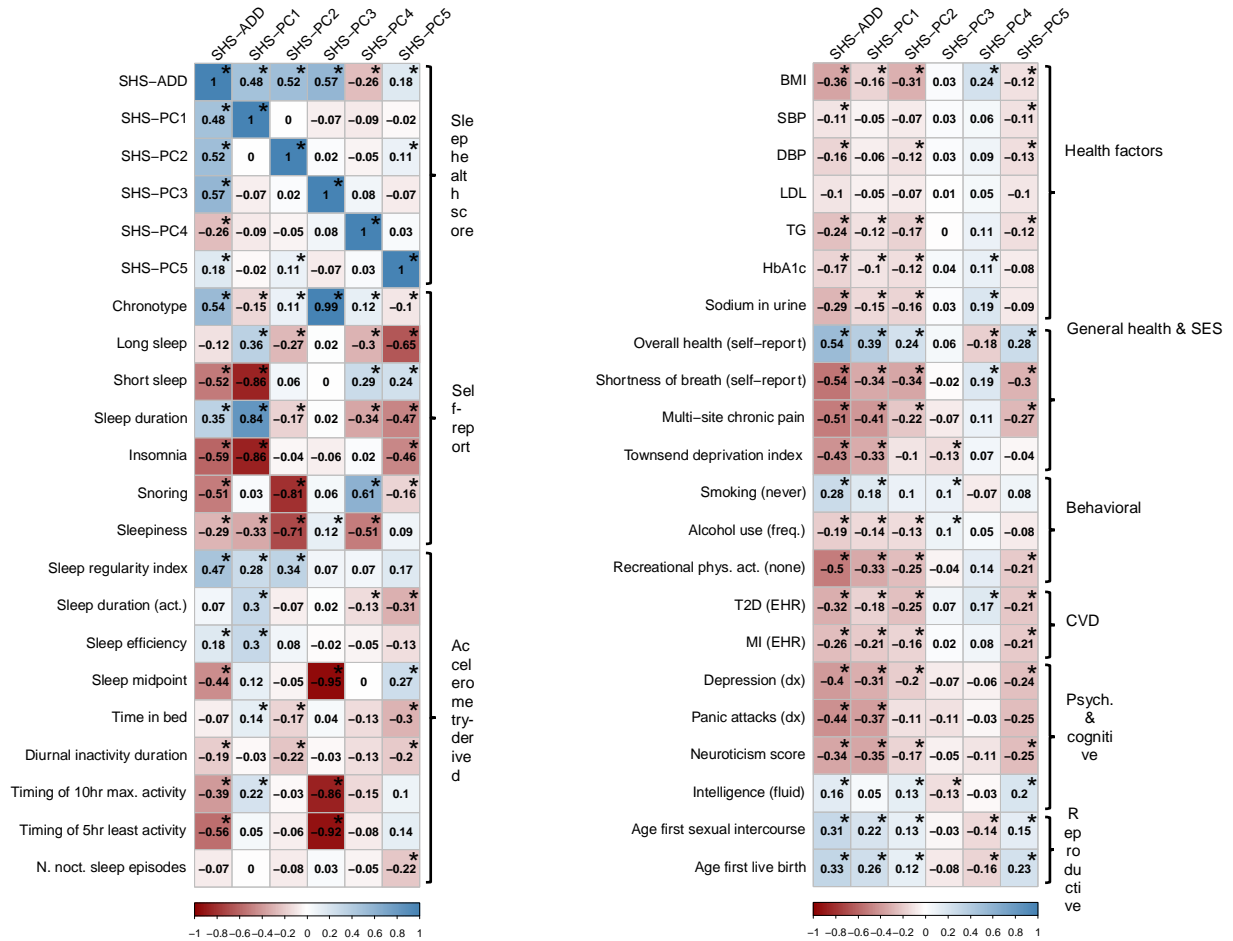 SHS−ADD SHS−PC1 SHS−PC2 SHS−PC3 SHS−PC4 SHS−PC5
SHS−ADD 1* 0.48* 0.52* 0.57* −0.26* 0.18*
SHS−PC1 0.48* 1* 0 −0.07 −0.09 −0.02
SHS−PC2 0.52* 0 1* 0.02 −0.05 0.11*
SHS−PC3 0.57* −0.07 0.02 1* 0.08 −0.07
SHS−PC4 −0.26* −0.09 −0.05 0.08 1* 0.03
SHS−PC5 0.18* −0.02 0.11* −0.07 0.03 1*
Sle
ep
he
alt
h
sc
ore
Chronotype 0.54* −0.15* 0.11* 0.99* 0.12* −0.1*
Long sleep −0.12 0.36* −0.27* 0.02 −0.3* −0.65*
Short sleep −0.52* −0.86* 0.06 0 0.29* 0.24*
Sleep duration 0.35* 0.84* −0.17* 0.02 −0.34* −0.47*
Insomnia −0.59* −0.86* −0.04 −0.06 0.02 −0.46*
Snoring −0.51* 0.03 −0.81* 0.06 0.61* −0.16*
Sleepiness −0.29* −0.33* −0.71* 0.12* −0.51* 0.09
Sel
f-
rep
ort
Sleep regularity index 0.47* 0.28* 0.34* 0.07 0.07 0.17
Sleep duration (act.) 0.07 0.3* −0.07 0.02 −0.13* −0.31*
Sleep efficiency 0.18* 0.3* 0.08 −0.02 −0.05 −0.13
Sleep midpoint −0.44* 0.12 −0.05 −0.95* 0 0.27*
Time in bed −0.07 0.14* −0.17* 0.04 −0.13 −0.3*
Diurnal inactivity duration −0.19* −0.03 −0.22* −0.03 −0.13 −0.2*
Timing of 10hr max. activity −0.39* 0.22* −0.03 −0.86* −0.15 0.1
Timing of 5hr least activity −0.56* 0.05 −0.06 −0.92* −0.08 0.14
N. noct. sleep episodes −0.07 0 −0.08 0.03 −0.05 −0.22*
Ac
cel
ero
me
try-
der
ive
d
−1 −0.8 −0.6 −0.4 −0.2 0 0.2 0.4 0.6 0.8 1
SHS−ADD SHS−PC1 SHS−PC2 SHS−PC3 SHS−PC4 SHS−PC5
BMI −0.36* −0.16* −0.31* 0.03 0.24* −0.12*
SBP −0.11* −0.05 −0.07 0.03 0.06 −0.11*
DBP −0.16* −0.06 −0.12* 0.03 0.09 −0.13*
LDL −0.1 −0.05 −0.07 0.01 0.05 −0.1
TG −0.24* −0.12* −0.17* 0 0.11 −0.12*
HbA1c −0.17* −0.1* −0.12* 0.04 0.11* −0.08
Sodium in urine −0.29* −0.15* −0.16* 0.03 0.19* −0.09
Health factors
Overall health (self−report) 0.54* 0.39* 0.24* 0.06 −0.18* 0.28*
Shortness of breath (self−report) −0.54* −0.34* −0.34* −0.02 0.19* −0.3*
Multi−site chronic pain −0.51* −0.41* −0.22* −0.07 0.11 −0.27*
Townsend deprivation index −0.43* −0.33* −0.1 −0.13* 0.07 −0.04
General health & SES
Smoking (never) 0.28* 0.18* 0.1 0.1* −0.07 0.08
Alcohol use (freq.) −0.19* −0.14* −0.13* 0.1* 0.05 −0.08
Recreational phys. act. (none) −0.5* −0.33* −0.25* −0.04 0.14 −0.21*
Behavioral
T2D (EHR) −0.32* −0.18* −0.25* 0.07 0.17* −0.21*
MI (EHR) −0.26* −0.21* −0.16* 0.02 0.08 −0.21*
CVD
Depression (dx) −0.4* −0.31* −0.2* −0.07 −0.06 −0.24*
Panic attacks (dx) −0.44* −0.37* −0.11 −0.11 −0.03 −0.25
Neuroticism score −0.34* −0.35* −0.17* −0.05 −0.11 −0.25*
Intelligence (fluid) 0.16* 0.05 0.13* −0.13* −0.03 0.2*
Psych.
&
cogniti
ve
Age first sexual intercourse 0.31* 0.22* 0.13* −0.03 −0.14* 0.15*
Age first live birth 0.33* 0.26* 0.12* −0.08 −0.16* 0.23*
R
ep
ro
du
cti
ve
−1 −0.8 −0.6 −0.4 −0.2 0 0.2 0.4 0.6 0.8 1